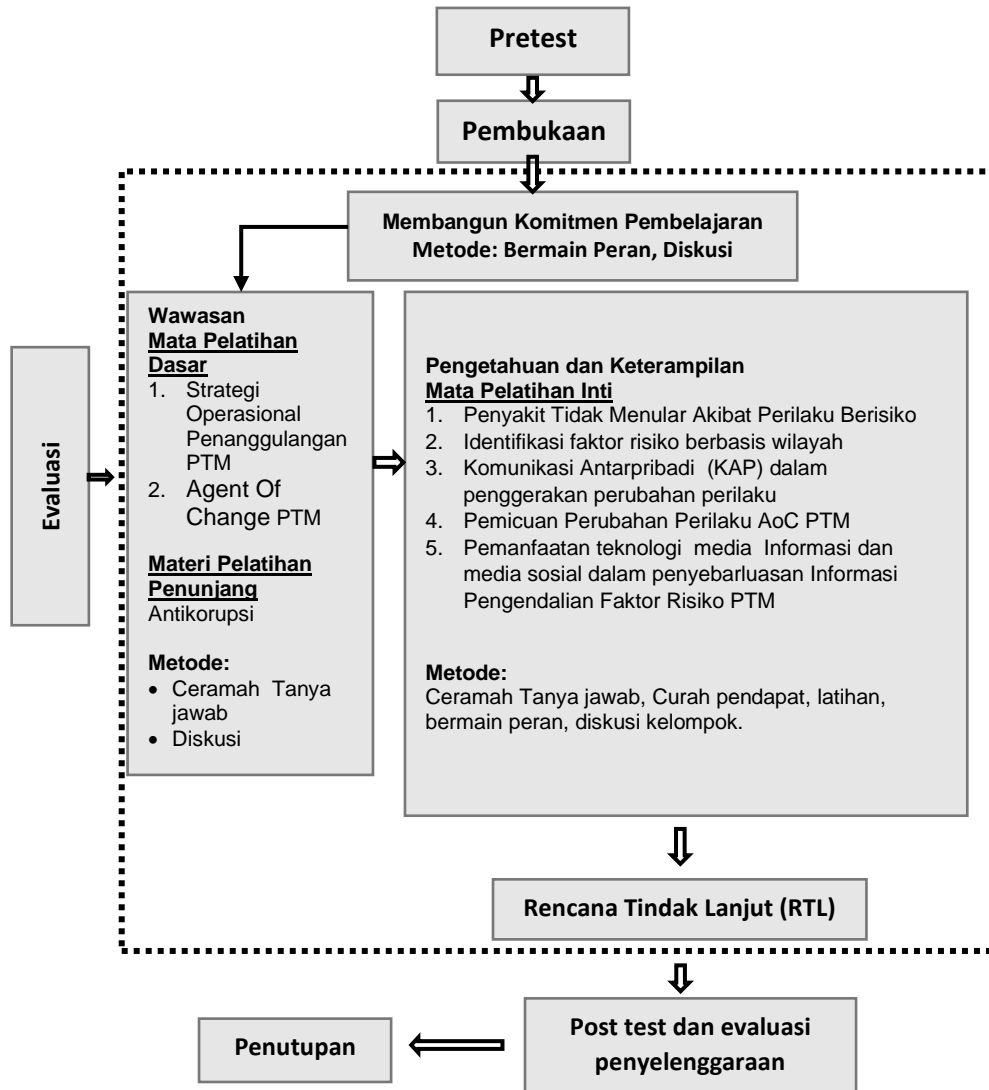 Pretest
Pembukaan
Membangun Komitmen Pembelajaran
Metode: Bermain Peran, Diskusi
Evaluasi
Wawasan
Mata Pelatihan
Dasar
1. Strategi
Operasional
Penanggulangan
PTM
2. Agent Of
Change PTM
Materi Pelatihan
Penunjang
Antikorupsi
Metode:
• Ceramah Tanya
jawab
• Diskusi
Pengetahuan dan Keterampilan
Mata Pelatihan Inti
1. Penyakit Tidak Menular Akibat Perilaku Berisiko
2. Identifikasi faktor risiko berbasis wilayah
3. Komunikasi Antarpribadi (KAP) dalam
penggerakan perubahan perilaku
4. Pemicuan Perubahan Perilaku AoC PTM
5. Pemanfaatan teknologi media Informasi dan
media sosial dalam penyebarluasan Informasi
Pengendalian Faktor Risiko PTM
Metode:
Ceramah Tanya jawab, Curah pendapat, latihan,
bermain peran, diskusi kelompok.
Rencana Tindak Lanjut (RTL)
Post test dan evaluasi
penyelenggaraan
Penutupan